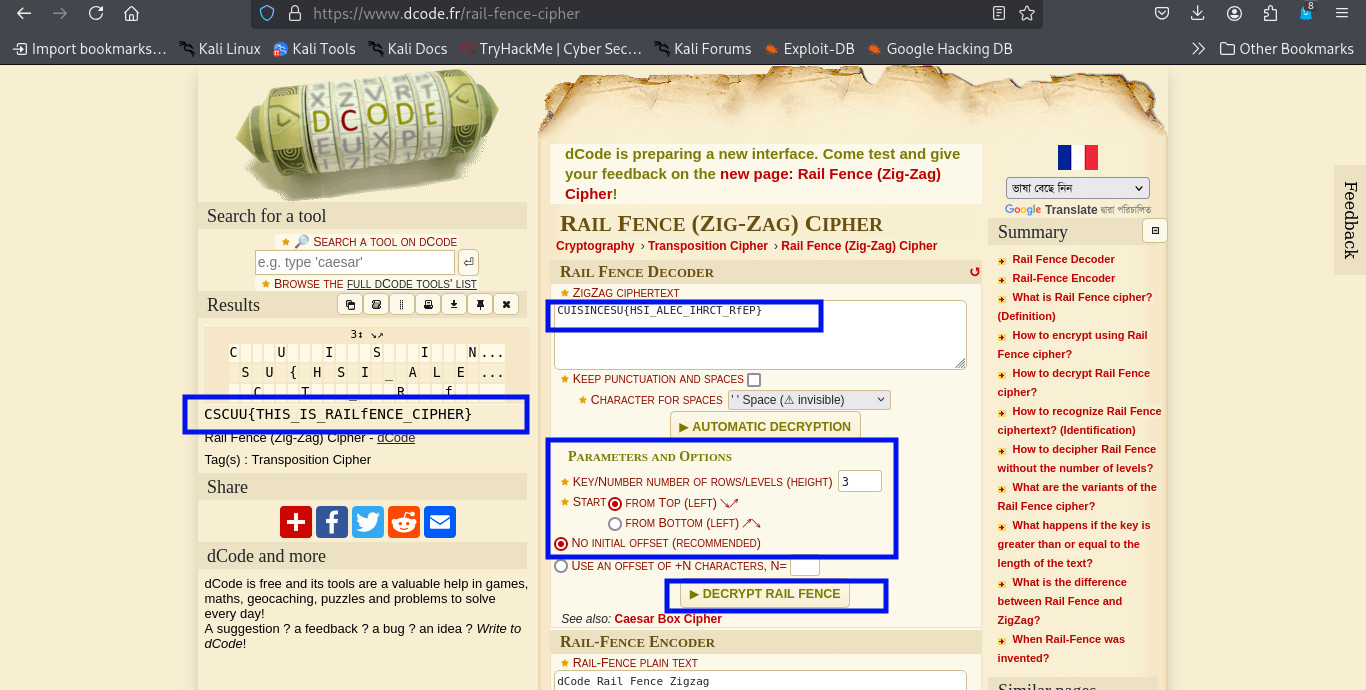 https://www.dcode.fr/rail-fence-cipher
8
Import bookmarks…
Kali Linux
Kali Tools
Kali Docs
TryHackMe | Cyber Sec…
Kali Forums
Exploit-DB
Google Hacking DB
Other Bookmarks
DCODE
Search for a tool
🔎 Search a tool on dCode
e.g. type 'caesar'
Browse the full dCode tools' list
Results
3↕ ↘↗
C U I S I N...
S U { H S I _ A L E ...
C T _ R f
CSCUU{THIS_IS_RAILfENCE_CIPHER}
Rail Fence (Zig-Zag) Cipher - dCode
Tag(s) : Transposition Cipher
Share
dCode and more
dCode is free and its tools are a valuable help in games,
maths, geocaching, puzzles and problems to solve
every day!
A suggestion ? a feedback ? a bug ? an idea ? Write to
dCode!
dCode is preparing a new interface. Come test and give
your feedback on the new page: Rail Fence (Zig-Zag)
Cipher!
Rail Fence (Zig-Zag) Cipher
Cryptography › Transposition Cipher › Rail Fence (Zig-Zag) Cipher
Rail Fence Decoder
ZigZag ciphertext
CUISINCESU{HSI_ALEC_IHRCT_RfEP}
Keep punctuation and spaces
Character for spaces ' ' Space (⚠ invisible)
▶ AUTOMATIC DECRYPTION
Parameters and Options
Key/Number number of rows/levels (height) 3
Start from Top (left) ↘↗
from Bottom (left) ↗↘
No initial offset (recommended)
Use an offset of +N characters, N=
▶ DECRYPT RAIL FENCE
See also: Caesar Box Cipher
Rail-Fence Encoder
Rail-Fence plain text
dCode Rail Fence Zigzag
ভাষা বেছে নিন
Google Translate দ্বারা পরিচালিত
Summary
Rail Fence Decoder
Rail-Fence Encoder
What is Rail Fence cipher?
(Definition)
How to encrypt using Rail
Fence cipher?
How to decrypt Rail Fence
cipher?
How to recognize Rail Fence
ciphertext? (Identification)
How to decipher Rail Fence
without the number of levels?
What are the variants of the
Rail Fence cipher?
What happens if the key is
greater than or equal to the
length of the text?
What is the difference
between Rail Fence and
ZigZag?
When Rail-Fence was
invented?
Similar pages
Feedback